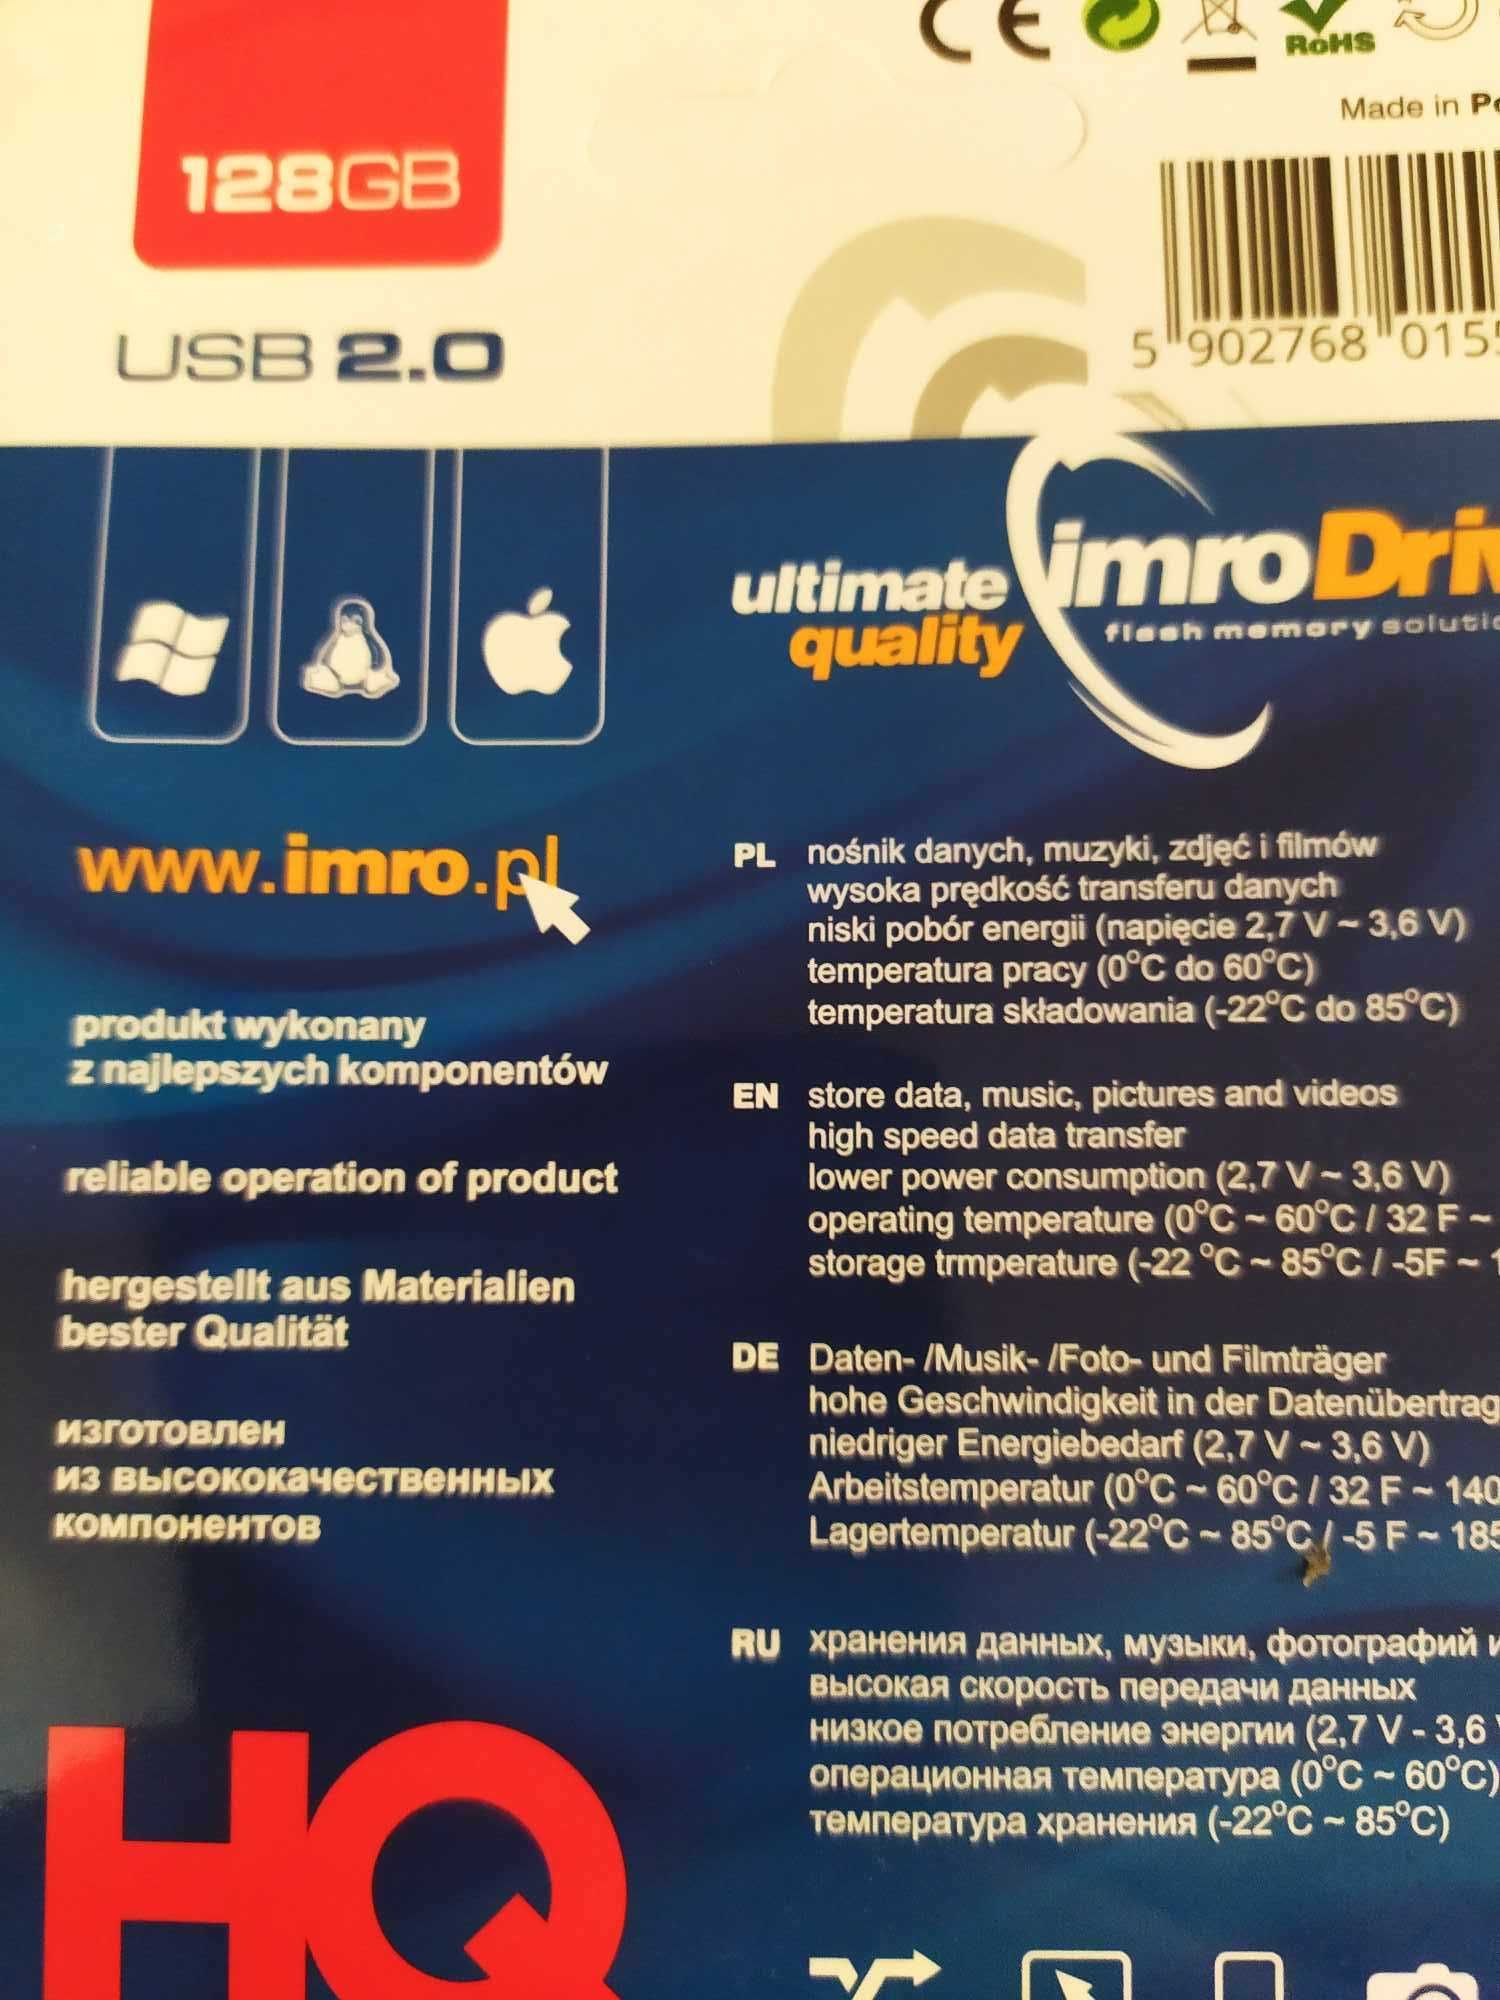 128GB
USB 2.0
CE
RoHS
Made in
5 902768
ultimate
quality
imro
flash memory
www.imro.pl
produkt wykonany
z najlepszych komponentów
reliable operation of product
hergestellt aus Materialien
bester Qualität
изготовлен
из высококачественных
компонентов
HQ
PL nośnik danych, muzyki, zdjęć i filmów
wysoka prędkość transferu danych
niski pobór energii (napięcie 2,7 V ~ 3,6 V)
temperatura pracy (0°C do 60°C)
temperatura składowania (-22°C do 85°C)
EN store data, music, pictures and videos
high speed data transfer
lower power consumption (2,7 V ~ 3,6 V)
operating temperature (0°C ~ 60°C / 32 F ~
storage trmperature (-22 °C ~ 85°C / -5F ~
DE Daten- /Musik- /Foto- und Filmträger
hohe Geschwindigkeit in der
niedriger Energiebedarf (2,7 V ~ 3,6 V)
Arbeitstemperatur (0°C ~ 60°C / 32 F ~ 140
Lagertemperatur (-22°C ~ 85°C / -5 F ~ 185
RU хранения данных, музыки, фотографий и
высокая скорость передачи данных
низкое потребление энергии (2,7 V - 3,6
операционная температура (0°C ~ 60°C)
температура хранения (-22°C ~ 85°C)